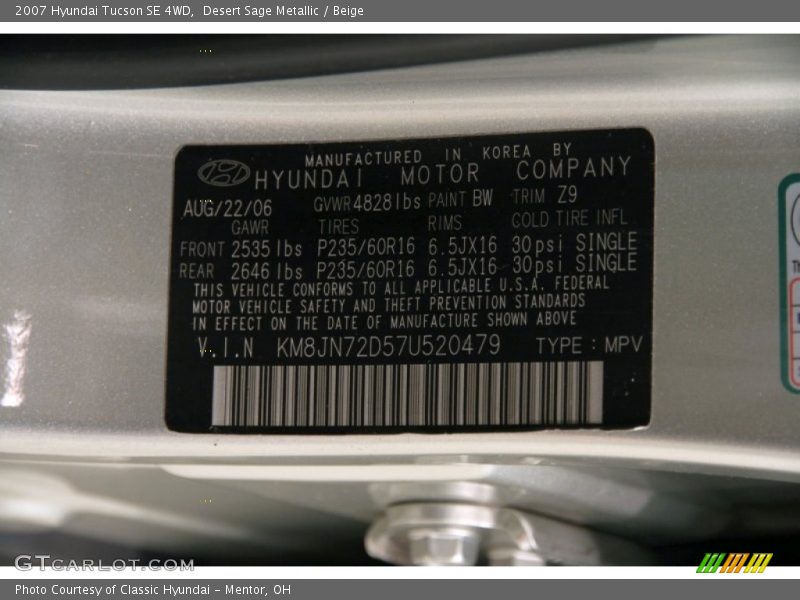 2007 Hyundai Tucson SE 4WD, Desert Sage Metallic / Beige
MANUFACTURED IN KOREA BY
HYUNDAI MOTOR COMPANY
AUG/22/06 GVWR 4828 lbs PAINT BW TRIM Z9
GAWR TIRES RIMS COLD TIRE INFL
FRONT 2535 lbs P235/60R16 6.5JX16 30psi SINGLE
REAR 2646 lbs P235/60R16 6.5JX16 30psi SINGLE
THIS VEHICLE CONFORMS TO ALL APPLICABLE U.S.A. FEDERAL
MOTOR VEHICLE SAFETY AND THEFT PREVENTION STANDARDS
IN EFFECT ON THE DATE OF MANUFACTURE SHOWN ABOVE
V.I.N KM8JN72D57U520479 TYPE : MPV
GTCARLOT.COM
Photo Courtesy of Classic Hyundai - Mentor, OH